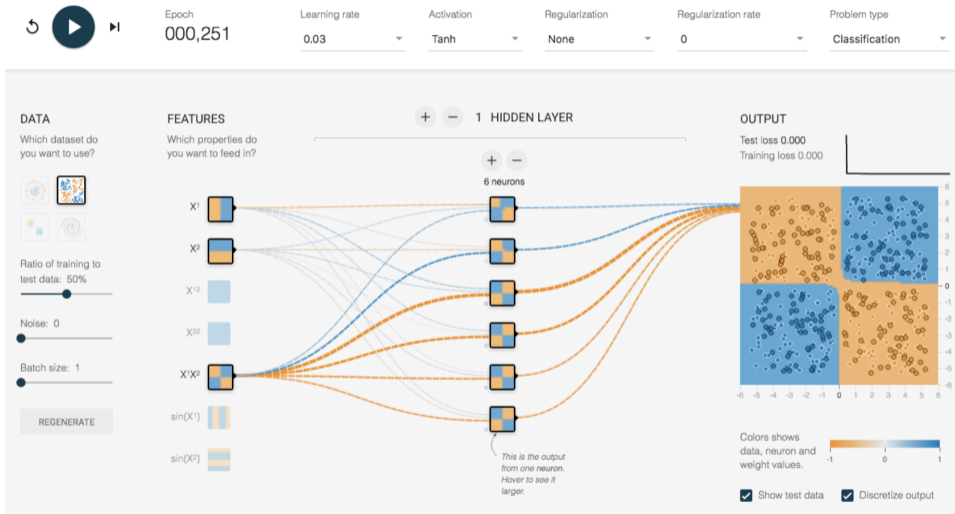 Epoch
000,251
Learning rate
0.03
Activation
Tanh
Regularization
None
Regularization rate
0
Problem type
Classification
DATA
Which dataset do
you want to use?
Ratio of training to
test data: 50%
Noise: 0
Batch size: 1
REGENERATE
FEATURES
Which properties do
you want to feed in?
X¹
X²
X¹²
X²²
X¹X²
sin(X¹)
sin(X²)
+ − 1 HIDDEN LAYER
+ −
6 neurons
This is the output
from one neuron.
Hover to see it
larger.
OUTPUT
Test loss 0.000
Training loss 0.000
6
5
4
3
2
1
0
-1
-2
-3
-4
-5
-6
-6 -5 -4 -3 -2 -1 0 1 2 3 4 5 6
Colors shows
data, neuron and
weight values.
-1 0 1
Show test data
Discretize output